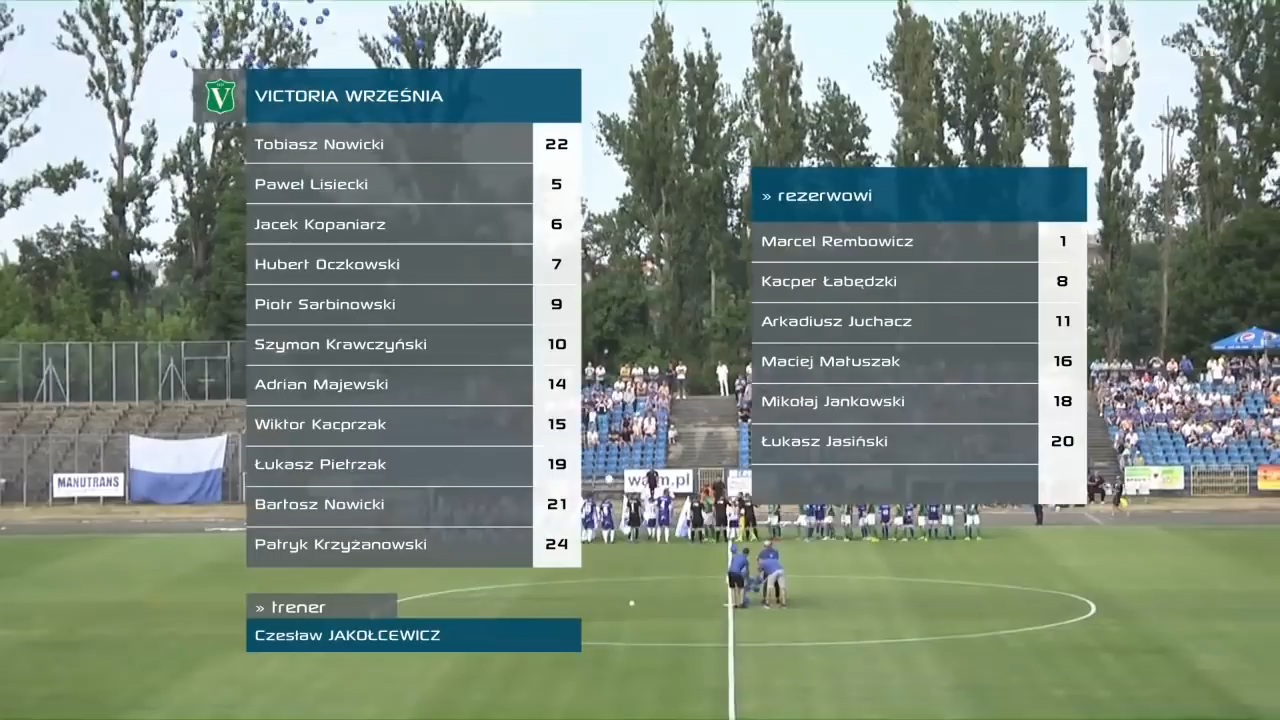 V
VICTORIA WRZEŚNIA
Tobiasz Nowicki 22
Paweł Lisiecki 5
Jacek Kopaniarz 6
Hubert Oczkowski 7
Piotr Sarbinowski 9
Szymon Krawczyński 10
Adrian Majewski 14
Wiktor Kacprzak 15
Łukasz Pietrzak 19
Bartosz Nowicki 21
Patryk Krzyżanowski 24
» trener
Czesław JAKOŁCEWICZ
» rezerwowi
Marcel Rembowicz 1
Kacper Łabędzki 8
Arkadiusz Juchacz 11
Maciej Matuszak 16
Mikołaj Jankowski 18
Łukasz Jasiński 20
MANUTRANS